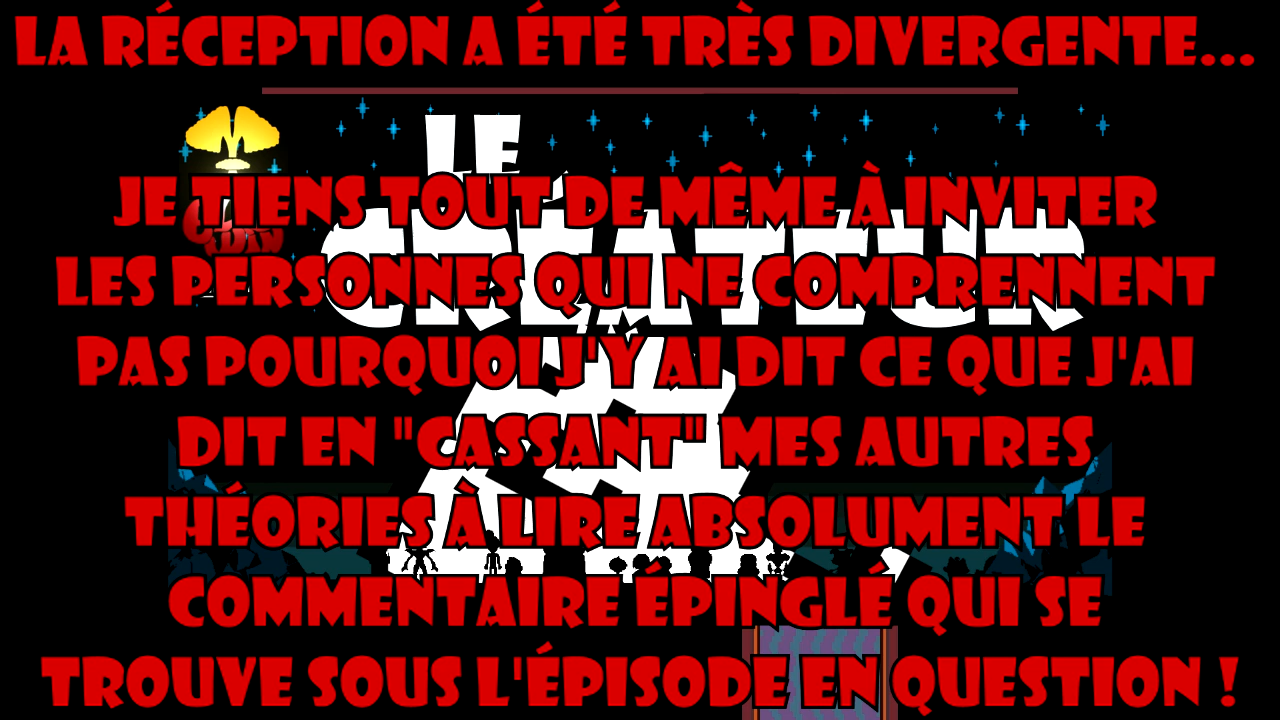 LA RÉCEPTION A ÉTÉ TRÈS DIVERGENTE...
LE
JE TIENS TOUT DE MÊME À INVITER
CRÉATEUR
LES PERSONNES QUI NE COMPRENNENT
PAS POURQUOI J'Y AI DIT CE QUE J'AI
DIT EN "CASSANT" MES AUTRES
THÉORIES À LIRE ABSOLUMENT LE
COMMENTAIRE ÉPINGLÉ QUI SE
TROUVE SOUS L'ÉPISODE EN QUESTION !